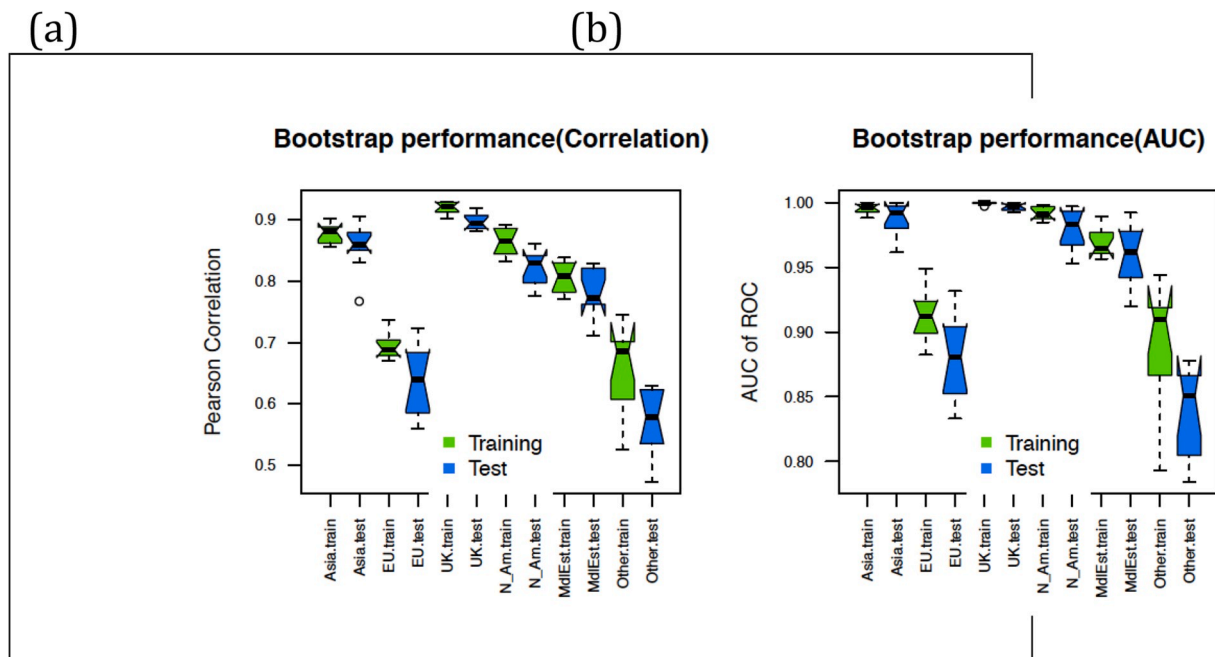 (a)
(b)
Bootstrap performance(Correlation)
Pearson Correlation
0.9
0.8
0.7
0.6
0.5
Training
Test
Asia.train
Asia.test
EU.train
EU.test
UK.train
UK.test
N_Am.train
N_Am.test
MdlEst.train
MdlEst.test
Other.train
Other.test
Bootstrap performance(AUC)
AUC of ROC
1.00
0.95
0.90
0.85
0.80
Training
Test
Asia.train
Asia.test
EU.train
EU.test
UK.train
UK.test
N_Am.train
N_Am.test
MdlEst.train
MdlEst.test
Other.train
Other.test